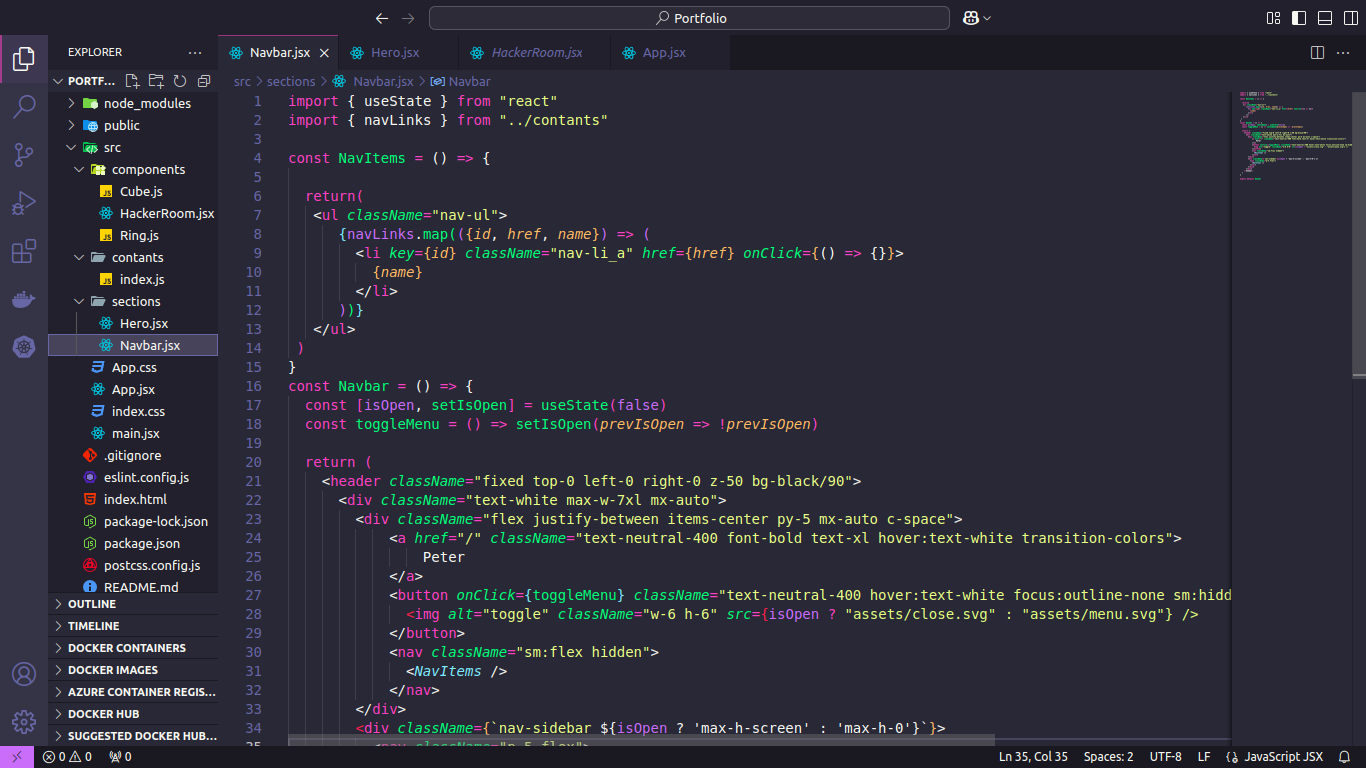 Portfolio
EXPLORER
PORTF...
node_modules
public
src
components
Cube.js
HackerRoom.jsx
Ring.js
contants
index.js
sections
Hero.jsx
Navbar.jsx
App.css
App.jsx
index.css
main.jsx
.gitignore
eslint.config.js
index.html
package-lock.json
package.json
postcss.config.js
README.md
OUTLINE
TIMELINE
DOCKER CONTAINERS
DOCKER IMAGES
AZURE CONTAINER REGIS...
DOCKER HUB
SUGGESTED DOCKER HUB...
Navbar.jsx Hero.jsx HackerRoom.jsx App.jsx
src > sections > Navbar.jsx > Navbar
1 import { useState } from "react"
2 import { navLinks } from "../contants"
3
4 const NavItems = () => {
5
6 return(
7 <ul className="nav-ul">
8 {navLinks.map(({id, href, name}) => (
9 <li key={id} className="nav-li_a" href={href} onClick={() => {}}>
10 {name}
11 </li>
12 ))}
13 </ul>
14 )
15 }
16 const Navbar = () => {
17 const [isOpen, setIsOpen] = useState(false)
18 const toggleMenu = () => setIsOpen(prevIsOpen => !prevIsOpen)
19
20 return (
21 <header className="fixed top-0 left-0 right-0 z-50 bg-black/90">
22 <div className="text-white max-w-7xl mx-auto">
23 <div className="flex justify-between items-center py-5 mx-auto c-space">
24 <a href="/" className="text-neutral-400 font-bold text-xl hover:text-white transition-colors">
25 Peter
26 </a>
27 <button onClick={toggleMenu} className="text-neutral-400 hover:text-white focus:outline-none sm:hidd
28 <img alt="toggle" className="w-6 h-6" src={isOpen ? "assets/close.svg" : "assets/menu.svg"} />
29 </button>
30 <nav className="sm:flex hidden">
31 <NavItems />
32 </nav>
33 </div>
34 <div className={`nav-sidebar ${isOpen ? 'max-h-screen' : 'max-h-0'}`}>
35 <nav className="p-5 flex">
0 0 0 Ln 35, Col 35 Spaces: 2 UTF-8 LF JavaScript JSX